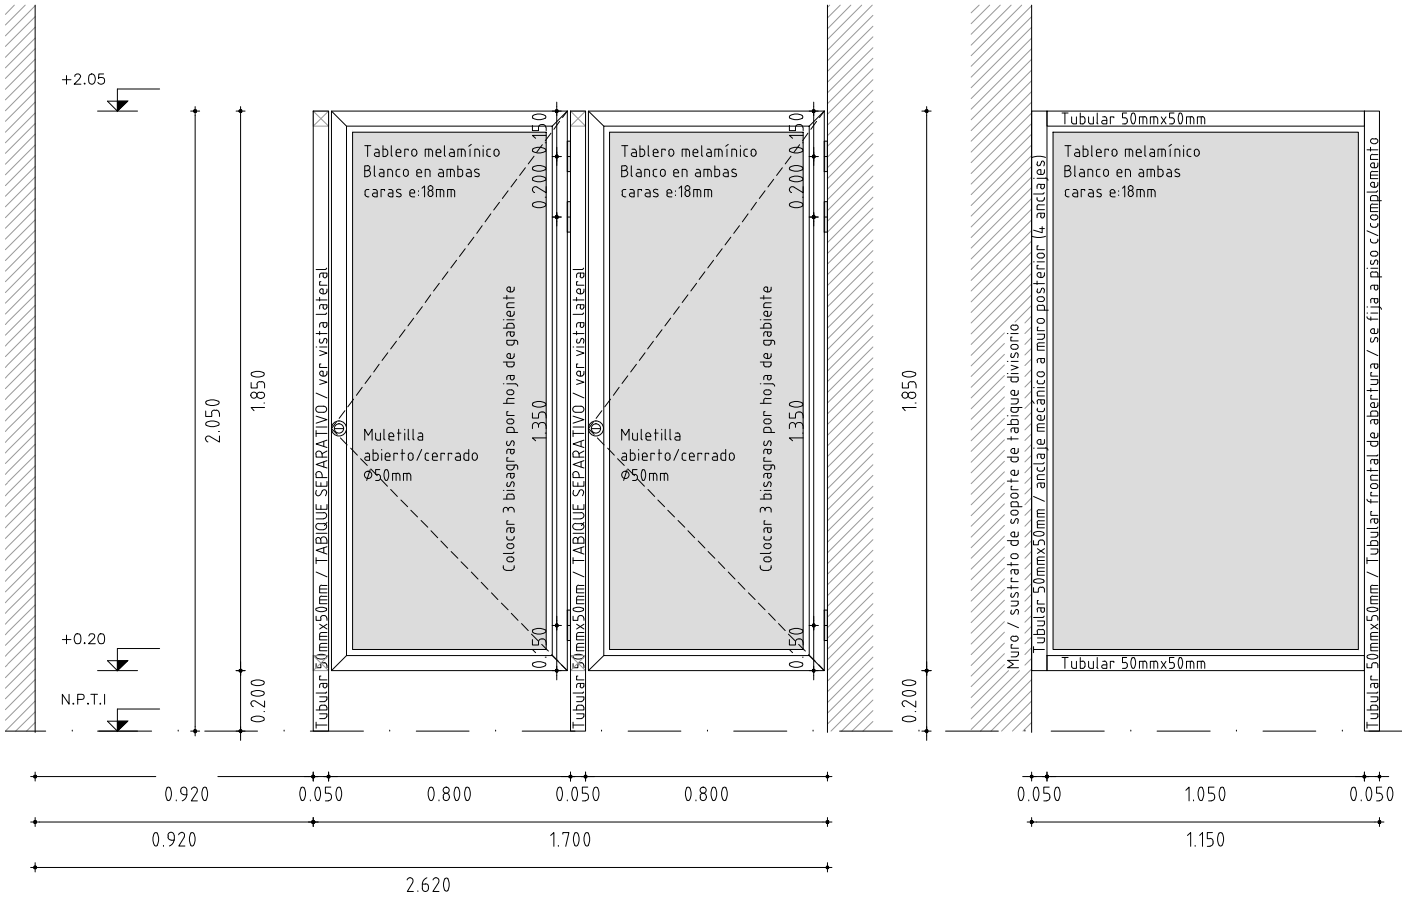 +2.05
+0.20
N.P.T.I
2.050
1.850
0.200
Tubular 50mmx50mm / TABIQUE SEPARATIVO / ver vista lateral
Tablero melamínico
Blanco en ambas
caras e:18mm
Muletilla
abierto/cerrado
Ø50mm
Colocar 3 bisagras por hoja de gabiente
0.150
0.200
1.350
0.150
Tubular 50mmx50mm / TABIQUE SEPARATIVO / ver vista lateral
Tablero melamínico
Blanco en ambas
caras e:18mm
Muletilla
abierto/cerrado
Ø50mm
Colocar 3 bisagras por hoja de gabiente
0.150
0.200
1.350
0.150
1.850
0.200
Muro / sustrato de soporte de tabique divisorio
Tubular 50mmx50mm / anclaje mecánico a muro posterior (4 anclajes)
Tubular 50mmx50mm
Tablero melamínico
Blanco en ambas
caras e:18mm
Tubular 50mmx50mm
Tubular 50mmx50mm / Tubular frontal de abertura / se fija a piso c/complemento
0.920 0.050 0.800 0.050 0.800
0.920 1.700
2.620
0.050 1.050 0.050
1.150